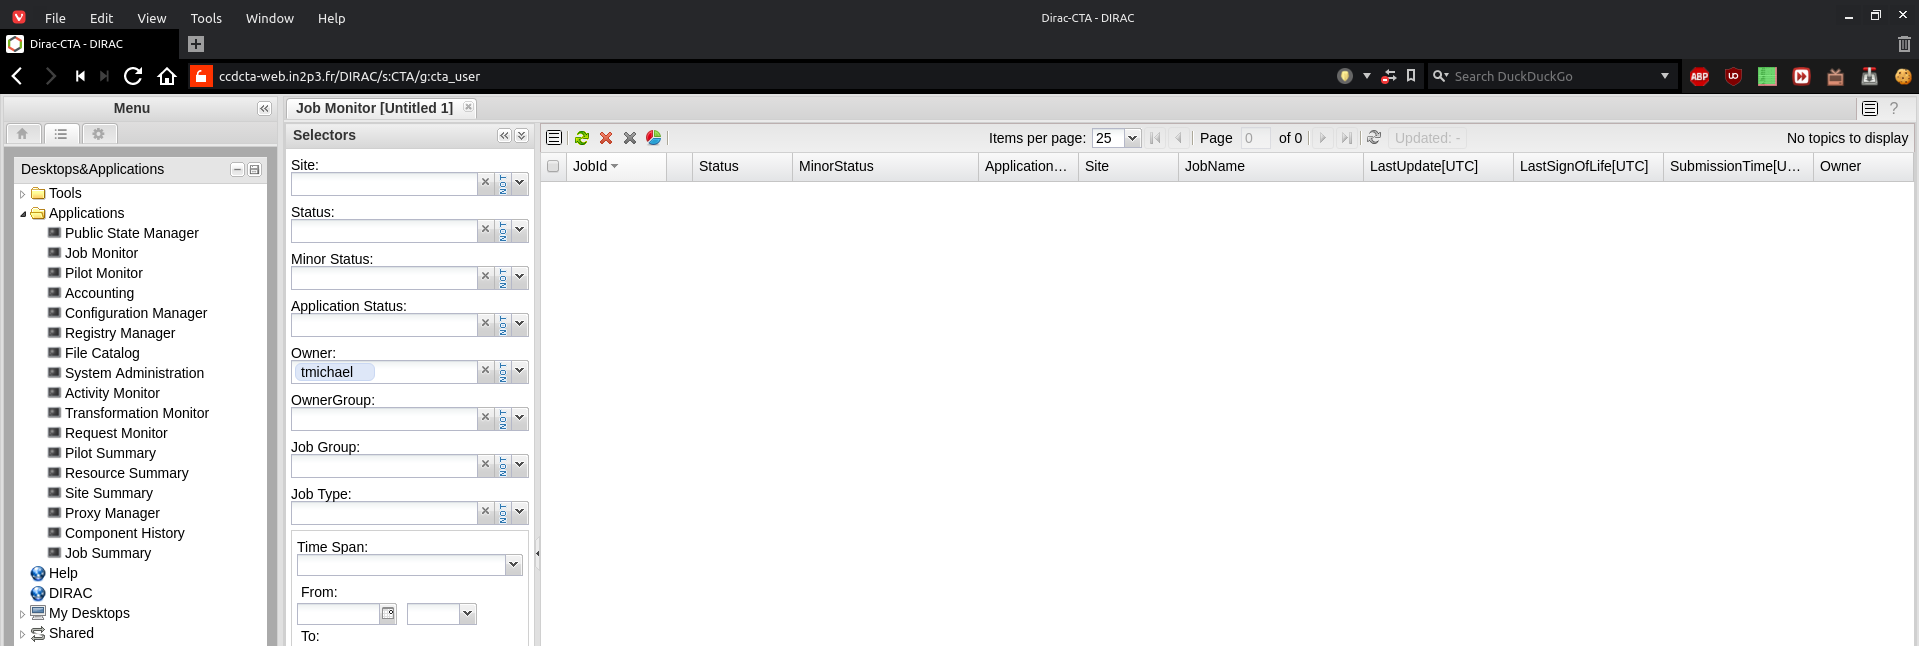 File Edit View Tools Window Help
Dirac-CTA - DIRAC
Dirac-CTA - DIRAC
ccdcta-web.in2p3.fr/DIRAC/s:CTA/g:cta_user
Search DuckDuckGo
ABP
UO
Menu
Job Monitor [Untitled 1]
?
Desktops&Applications
Tools
Applications
Public State Manager
Job Monitor
Pilot Monitor
Accounting
Configuration Manager
Registry Manager
File Catalog
System Administration
Activity Monitor
Transformation Monitor
Request Monitor
Pilot Summary
Resource Summary
Site Summary
Proxy Manager
Component History
Job Summary
Help
DIRAC
My Desktops
Shared
Selectors
Site:
NOT
Status:
NOT
Minor Status:
NOT
Application Status:
NOT
Owner:
tmichael
NOT
OwnerGroup:
NOT
Job Group:
NOT
Job Type:
NOT
Time Span:
From:
To:
Items per page: 25 Page 0 of 0 Updated: - No topics to display
JobId Status MinorStatus Application... Site JobName LastUpdate[UTC] LastSignOfLife[UTC] SubmissionTime[U... Owner